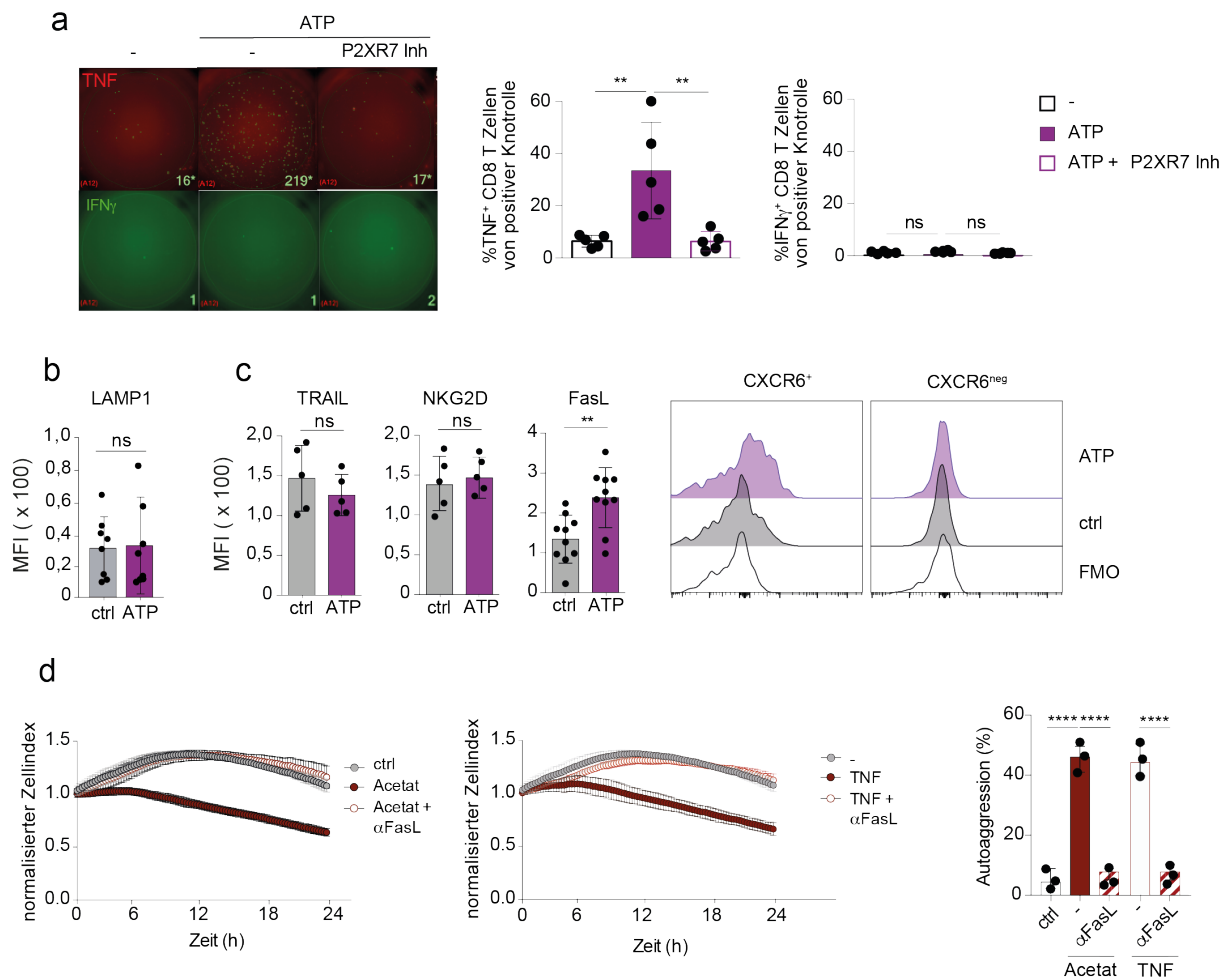 a
ATP
-
-
P2XR7 Inh
TNF
(A12)
16*
219*
(A12)
17*
IFNγ
(A12)
1
(A12)
1
(A12)
2
%TNF+ CD8 T Zellen
von positiver Knotrolle
60
40
20
0
**
**
%IFNγ+ CD8 T Zellen
von positiver Knotrolle
60
40
20
0
ns
ns
-
ATP
ATP + P2XR7 Inh
b
LAMP1
MFI ( x 100)
1,0
0,8
0,6
0,4
0,2
0
ns
ctrl ATP
c
TRAIL
MFI ( x 100)
2,0
1,5
1,0
0,5
0
ns
ctrl ATP
NKG2D
2,0
1,5
1,0
0,5
0
ns
ctrl ATP
FasL
4
3
2
1
0
**
ctrl
ATP
CXCR6+
CXCR6neg
ATP
ctrl
FMO
d
normalisierter Zellindex
1.5
1.0
0.5
0.0
0 6 12 18 24
Zeit (h)
ctrl
Acetat
Acetat +
αFasL
normalisierter Zellindex
1.5
1.0
0.5
0.0
0 6 12 18 24
Zeit (h)
-
TNF
TNF +
αFasL
Autoaggression (%)
60
40
20
0
**** ****
****
ctrl
-
αFasL
-
αFasL
Acetat
TNF